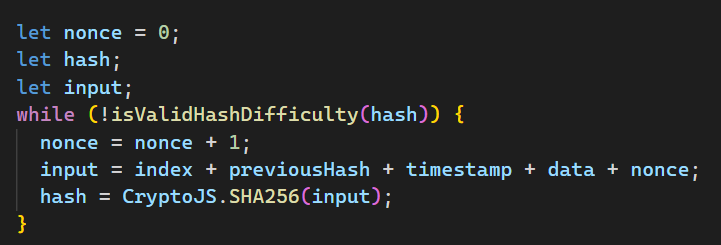 let nonce = 0;
let hash;
let input;
while (!isValidHashDifficulty(hash)) {
  nonce = nonce + 1;
  input = index + previousHash + timestamp + data + nonce;
  hash = CryptoJS.SHA256(input);
}